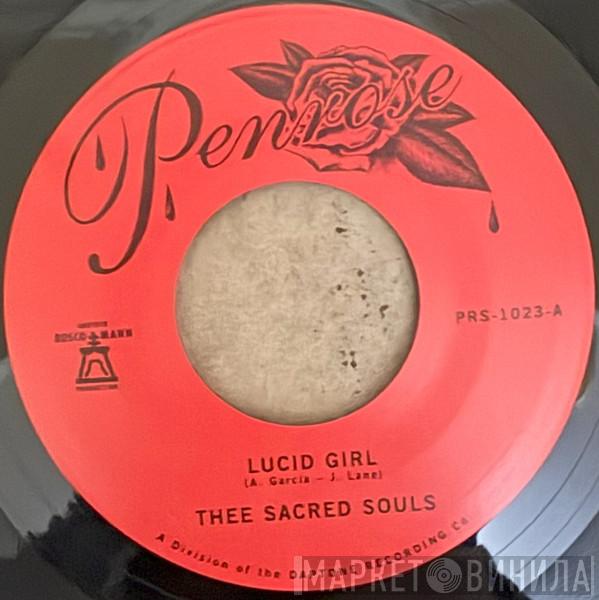 Penrose
PRS-1023-A
BOSCO MANN
PRODUCTION
LUCID GIRL
(A. Garcia - J. Lane)
THEE SACRED SOULS
A Division of the DAPTONE RECORDING Co
МАРКЕТ ВИНИЛА